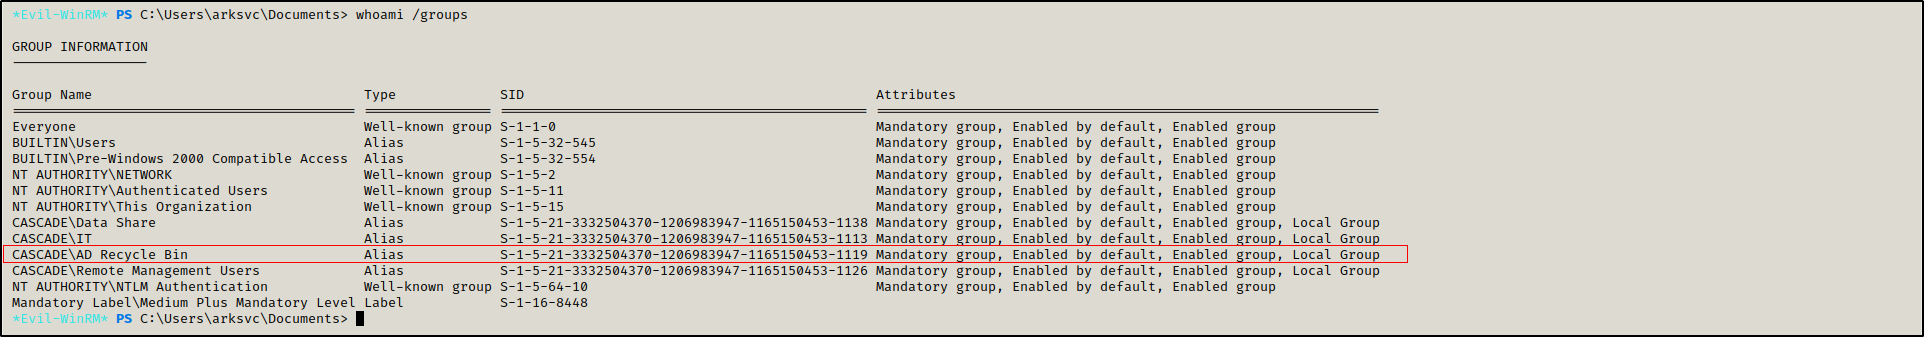 *Evil-WinRM* PS C:\Users\arksvc\Documents> whoami /groups
GROUP INFORMATION
Group Name Type SID Attributes
Everyone Well-known group S-1-1-0 Mandatory group, Enabled by default, Enabled group
BUILTIN\Users Alias S-1-5-32-545 Mandatory group, Enabled by default, Enabled group
BUILTIN\Pre-Windows 2000 Compatible Access Alias S-1-5-32-554 Mandatory group, Enabled by default, Enabled group
NT AUTHORITY\NETWORK Well-known group S-1-5-2 Mandatory group, Enabled by default, Enabled group
NT AUTHORITY\Authenticated Users Well-known group S-1-5-11 Mandatory group, Enabled by default, Enabled group
NT AUTHORITY\This Organization Well-known group S-1-5-15 Mandatory group, Enabled by default, Enabled group
CASCADE\Data Share Alias S-1-5-21-3332504370-1206983947-1165150453-1138 Mandatory group, Enabled by default, Enabled group, Local Group
CASCADE\IT Alias S-1-5-21-3332504370-1206983947-1165150453-1113 Mandatory group, Enabled by default, Enabled group, Local Group
CASCADE\AD Recycle Bin Alias S-1-5-21-3332504370-1206983947-1165150453-1119 Mandatory group, Enabled by default, Enabled group, Local Group
CASCADE\Remote Management Users Alias S-1-5-21-3332504370-1206983947-1165150453-1126 Mandatory group, Enabled by default, Enabled group, Local Group
NT AUTHORITY\NTLM Authentication Well-known group S-1-5-64-10 Mandatory group, Enabled by default, Enabled group
Mandatory Label\Medium Plus Mandatory Level Label S-1-16-8448
*Evil-WinRM* PS C:\Users\arksvc\Documents>